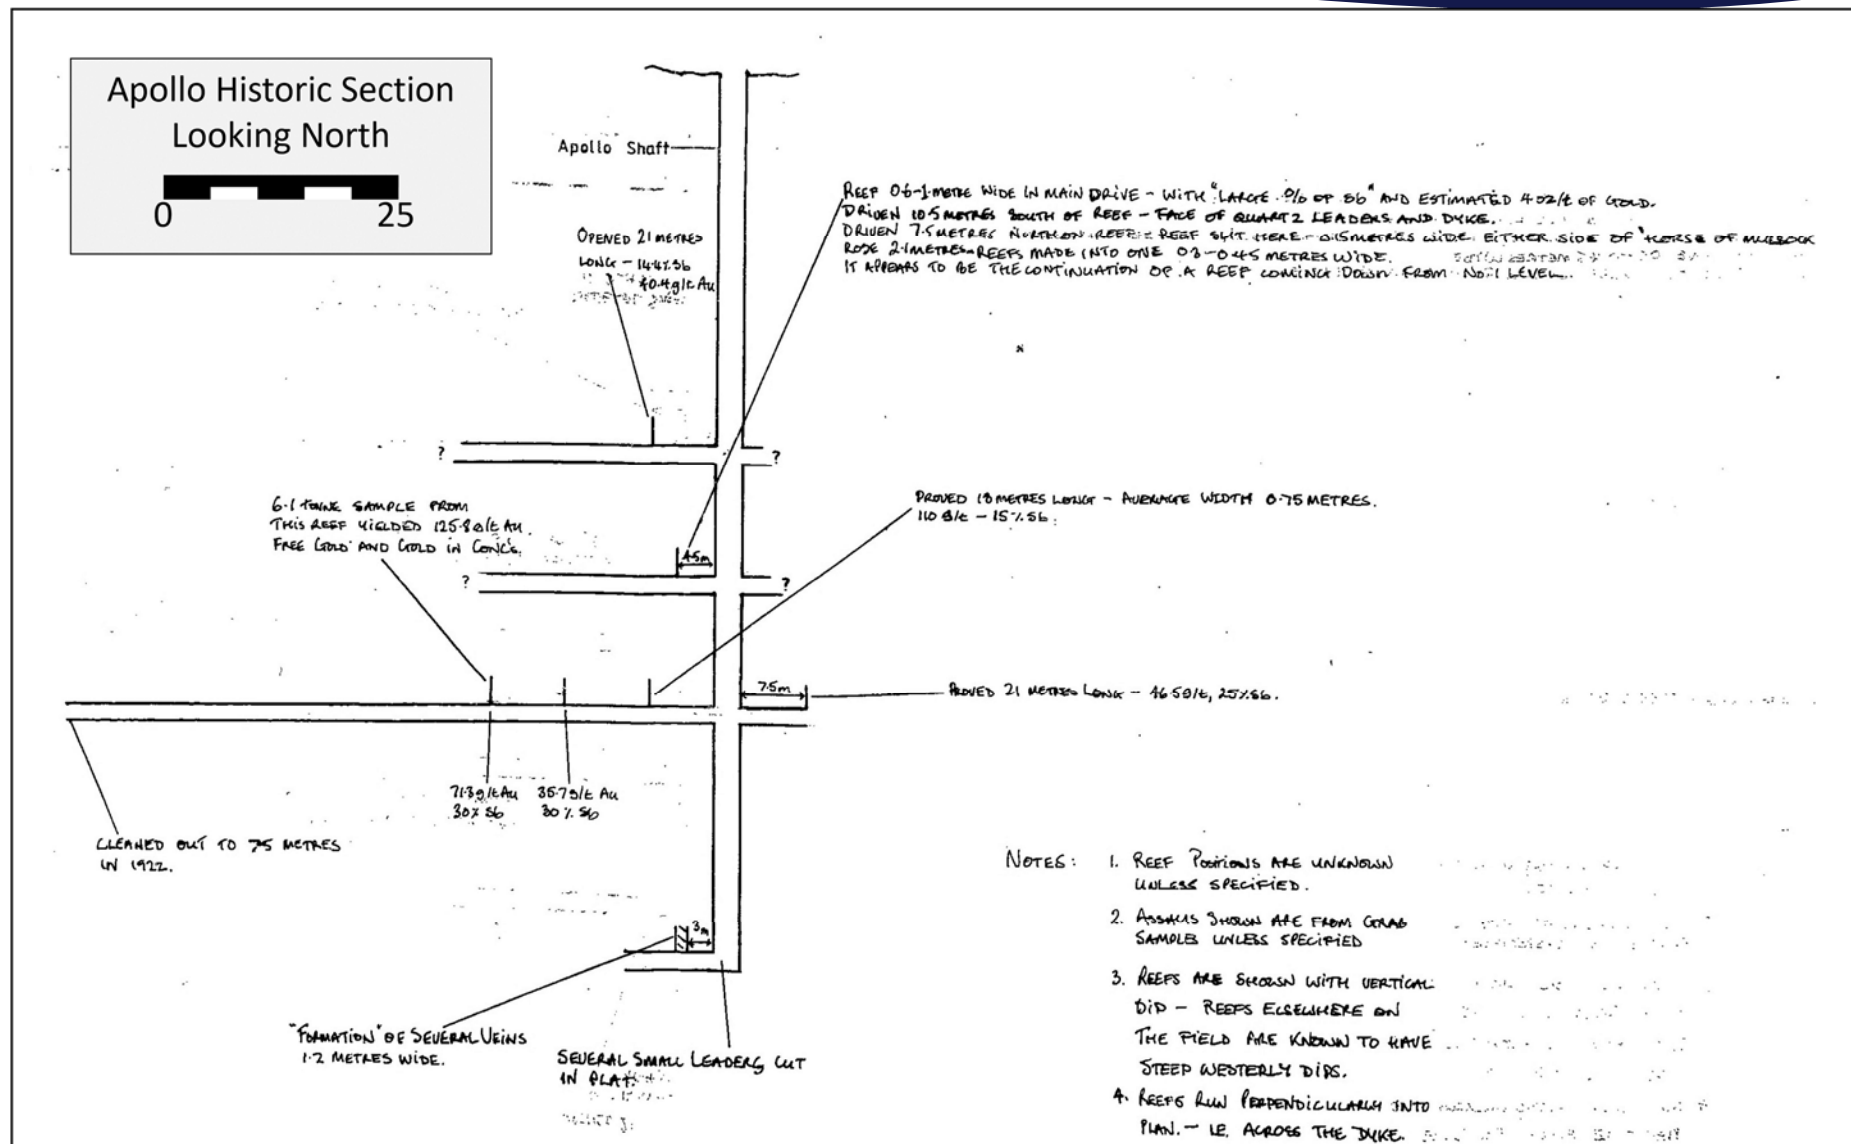 Apollo Historic Section
Looking North
0 25
Apollo Shaft
OPENED 21 METRES
LONG - 14.4% Sb
40.4g/t Au
REEF 0.6-1 METRE WIDE IN MAIN DRIVE - WITH "LARGE % OF Sb" AND ESTIMATED 4 OZ/t OF GOLD.
DRIVEN 10.5 METRES SOUTH OF REEF - FACE OF QUARTZ LEADERS AND DYKE.
DRIVEN 7.5 METRES NORTH ON REEF - REEF SLIT HERE - 0.15 METRES WIDE EITHER SIDE OF "HORSE OF MULLOCK
ROSE 2.1 METRES - REEFS MADE INTO ONE 0.3-0.45 METRES WIDE.
IT APPEARS TO BE THE CONTINUATION OF A REEF COMING DOWN FROM No.1 LEVEL.
? ?
6.1 TONNE SAMPLE FROM
THIS REEF YIELDED 125.8g/t Au.
FREE GOLD AND GOLD IN CONC'S.
PROVED 18 METRES LONG - AVERAGE WIDTH 0.75 METRES.
110 g/t - 15% Sb.
4.5m
? ?
7.5m
PROVED 21 METRES LONG - 46.5g/t, 25% Sb.
71.3g/t Au
30% Sb
35.7g/t Au
30% Sb
CLEANED OUT TO 75 METRES
IN 1922.
3m
"FORMATION" OF SEVERAL VEINS
1.2 METRES WIDE.
SEVERAL SMALL LEADERS CUT
IN PLAT.
NOTES: 1. REEF POSITIONS ARE UNKNOWN
UNLESS SPECIFIED.
2. ASSAYS SHOWN ARE FROM GRAB
SAMPLES UNLESS SPECIFIED
3. REEFS ARE SHOWN WITH VERTICAL
DIP - REEFS ELSEWHERE ON
THE FIELD ARE KNOWN TO HAVE
STEEP WESTERLY DIPS.
4. REEFS RUN PERPENDICULARLY INTO
PLAN. - IE. ACROSS THE DYKE.